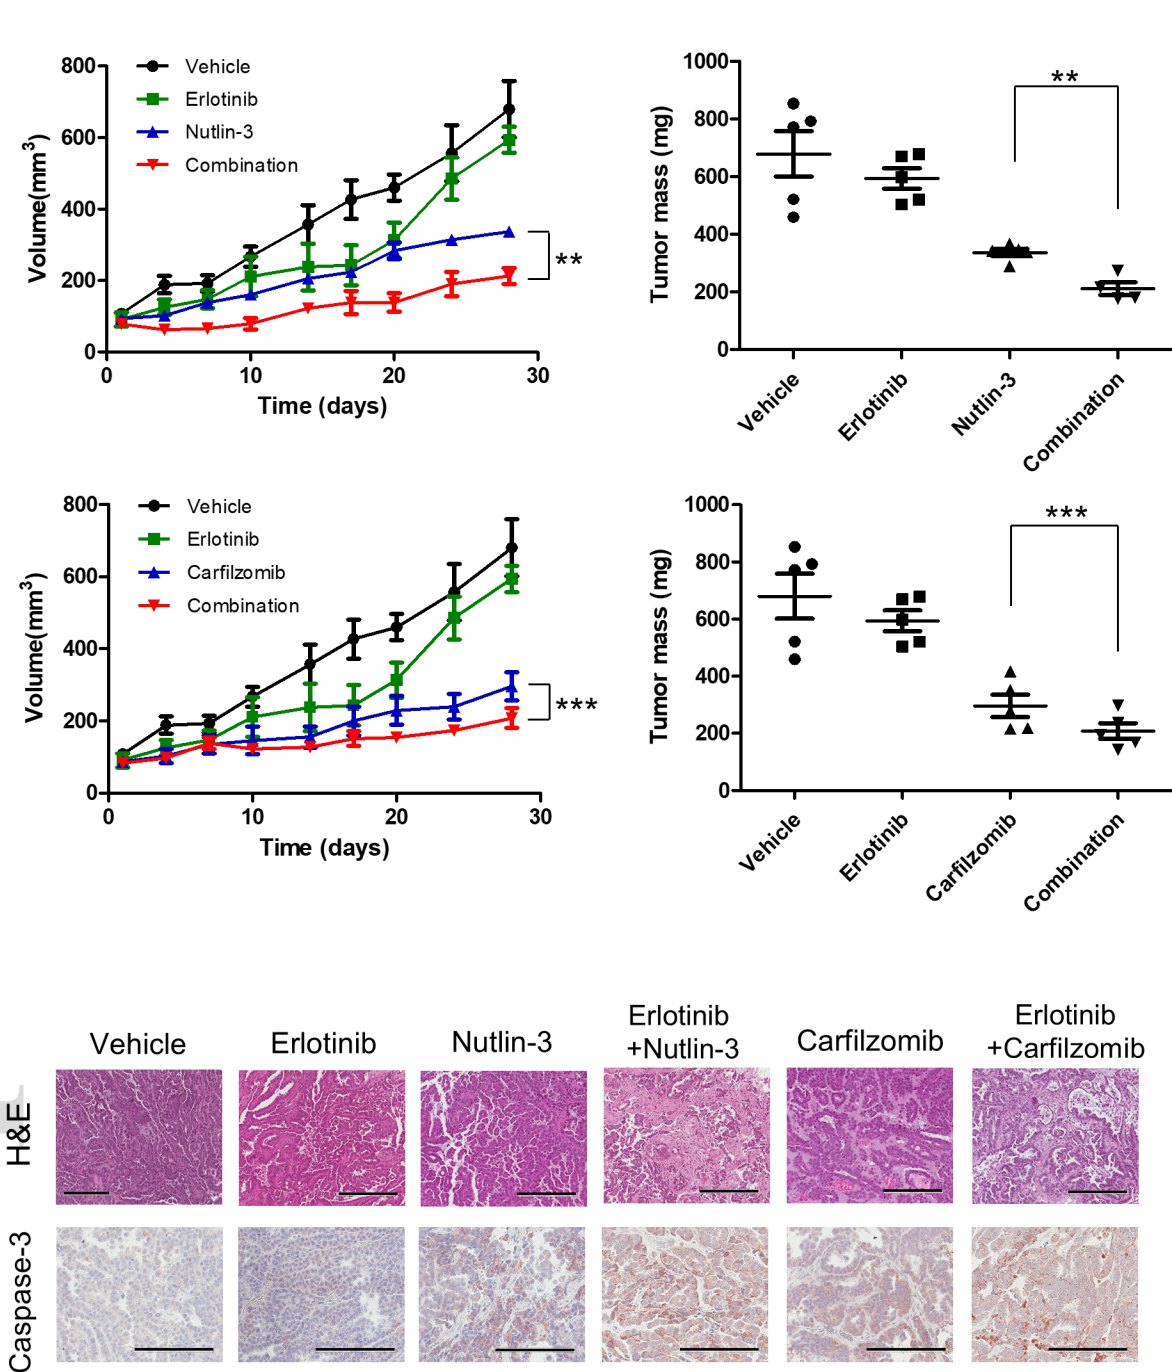 800
600
400
200
0
Volume(mm3)
Vehicle
Erlotinib
Nutlin-3
Combination
**
0
10
20
30
Time (days)
1000
800
600
400
200
0
Tumor mass (mg)
**
Vehicle
Erlotinib
Nutlin-3
Combination
800
600
400
200
0
Volume(mm3)
Vehicle
Erlotinib
Carfilzomib
Combination
***
0
10
20
30
Time (days)
1000
800
600
400
200
0
Tumor mass (mg)
***
Vehicle
Erlotinib
Carfilzomib
Combination
Vehicle
Erlotinib
Nutlin-3
Erlotinib
+Nutlin-3
Carfilzomib
Erlotinib
+Carfilzomib
H&E
Caspase-3